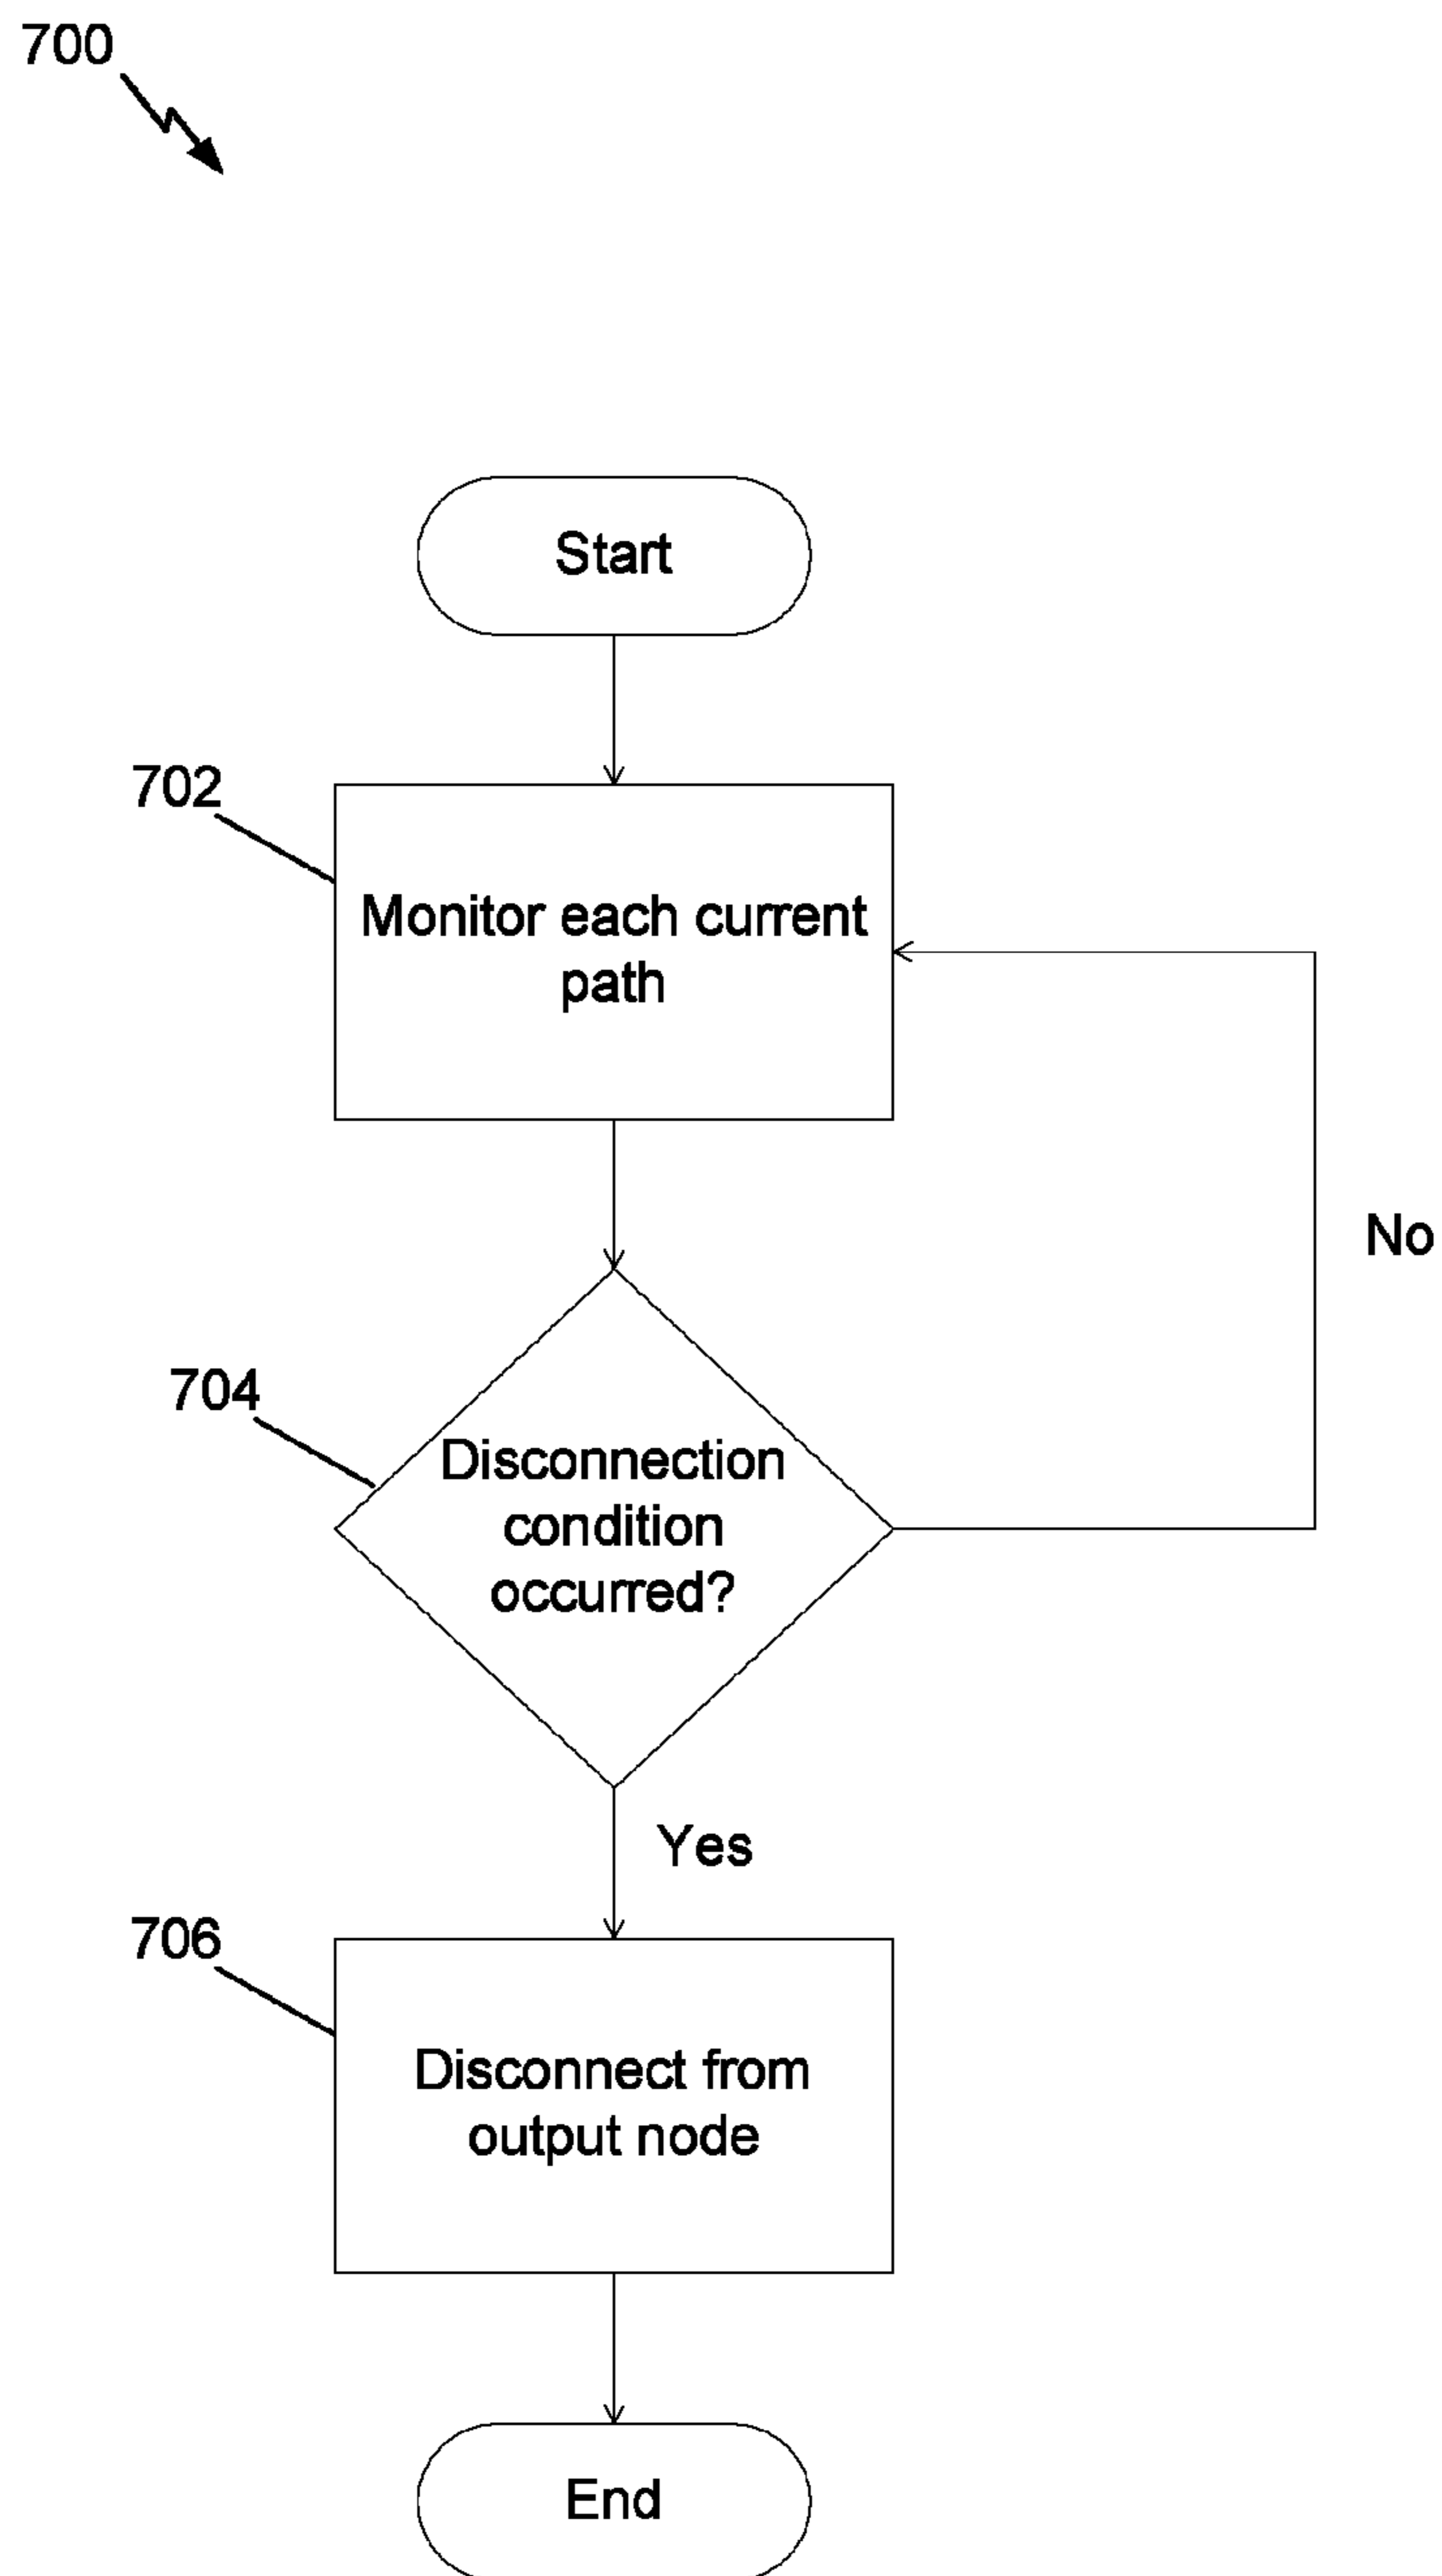 700
Start
702
Monitor each current
path
No
704
Disconnection
condition
occurred?
Yes
706
Disconnect from
output node
End